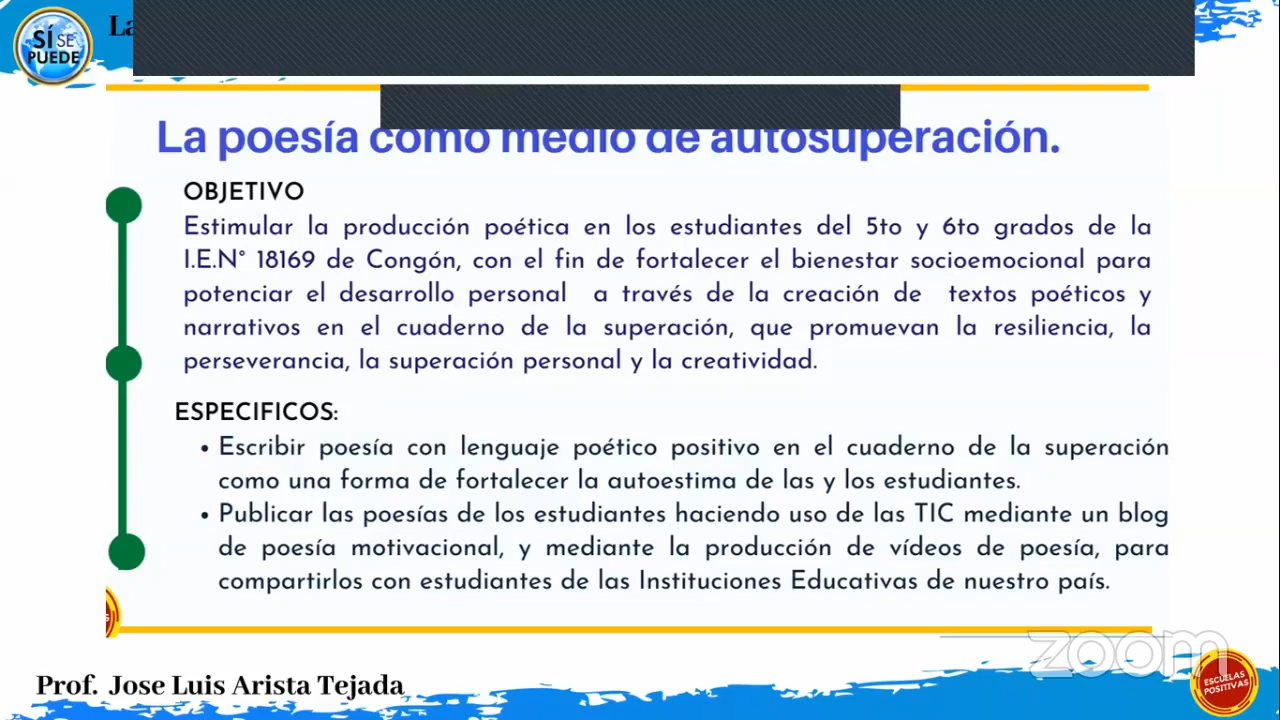 SÍ SE
PUEDE
La poesía como medio de autosuperación.
OBJETIVO
Estimular la producción poética en los estudiantes del 5to y 6to grados de la
I.E.N° 18169 de Congón, con el fin de fortalecer el bienestar socioemocional para
potenciar el desarrollo personal a través de la creación de textos poéticos y
narrativos en el cuaderno de la superación, que promuevan la resiliencia, la
perseverancia, la superación personal y la creatividad.
ESPECIFICOS:
• Escribir poesía con lenguaje poético positivo en el cuaderno de la superación
como una forma de fortalecer la autoestima de las y los estudiantes.
• Publicar las poesías de los estudiantes haciendo uso de las TIC mediante un blog
de poesía motivacional, y mediante la producción de vídeos de poesía, para
compartirlos con estudiantes de las Instituciones Educativas de nuestro país.
zoom
Prof. Jose Luis Arista Tejada
ESCUELAS
POSITIVAS